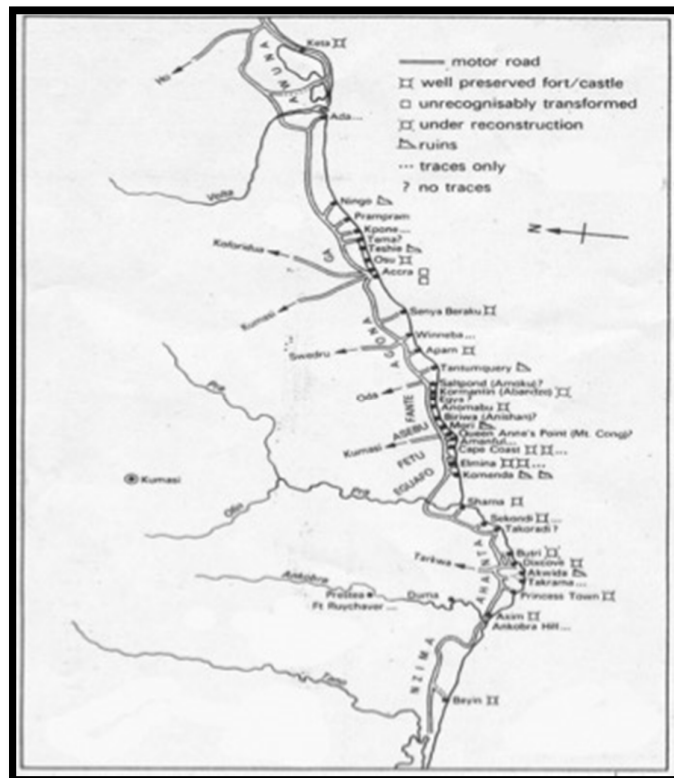 Keta
motor road
well preserved fort/castle
unrecognisably transformed
under reconstruction
ruins
... traces only
? no traces
AWUNA
Ho
Ada ...
Volta
N
Ningo
Prampram
Kpone ...
Tema?
Teshie
Osu
Accra
Koforidua
GA
Kumasi
Senya Beraku
Winneba ...
Apam
AGONA
Swedru
Tantumquery
Oda
Saltpond (Amoku)?
Kormantin (Abandze)
Egya ?
Anomabu
Biriwa (Anishan)?
Mori
Queen Anne's Point (Mt. Cong)?
Amanful ...
Cape Coast ...
Elmina ...
Komenda
FANTE
ASEBU
FETU
EGUAFO
Kumasi
Pra
Kumasi
Ofin
Pra
Shama
Sekondi ...
Takoradi ?
Butri
Dixcove
Akwida
Takrama ...
Princess Town
AHANTA
Tarkwa
Ankobra
Prestea
Duma
Ft Ruychaver ...
Axim
Ankobra Hill ...
NZIMA
Tano
Beyin